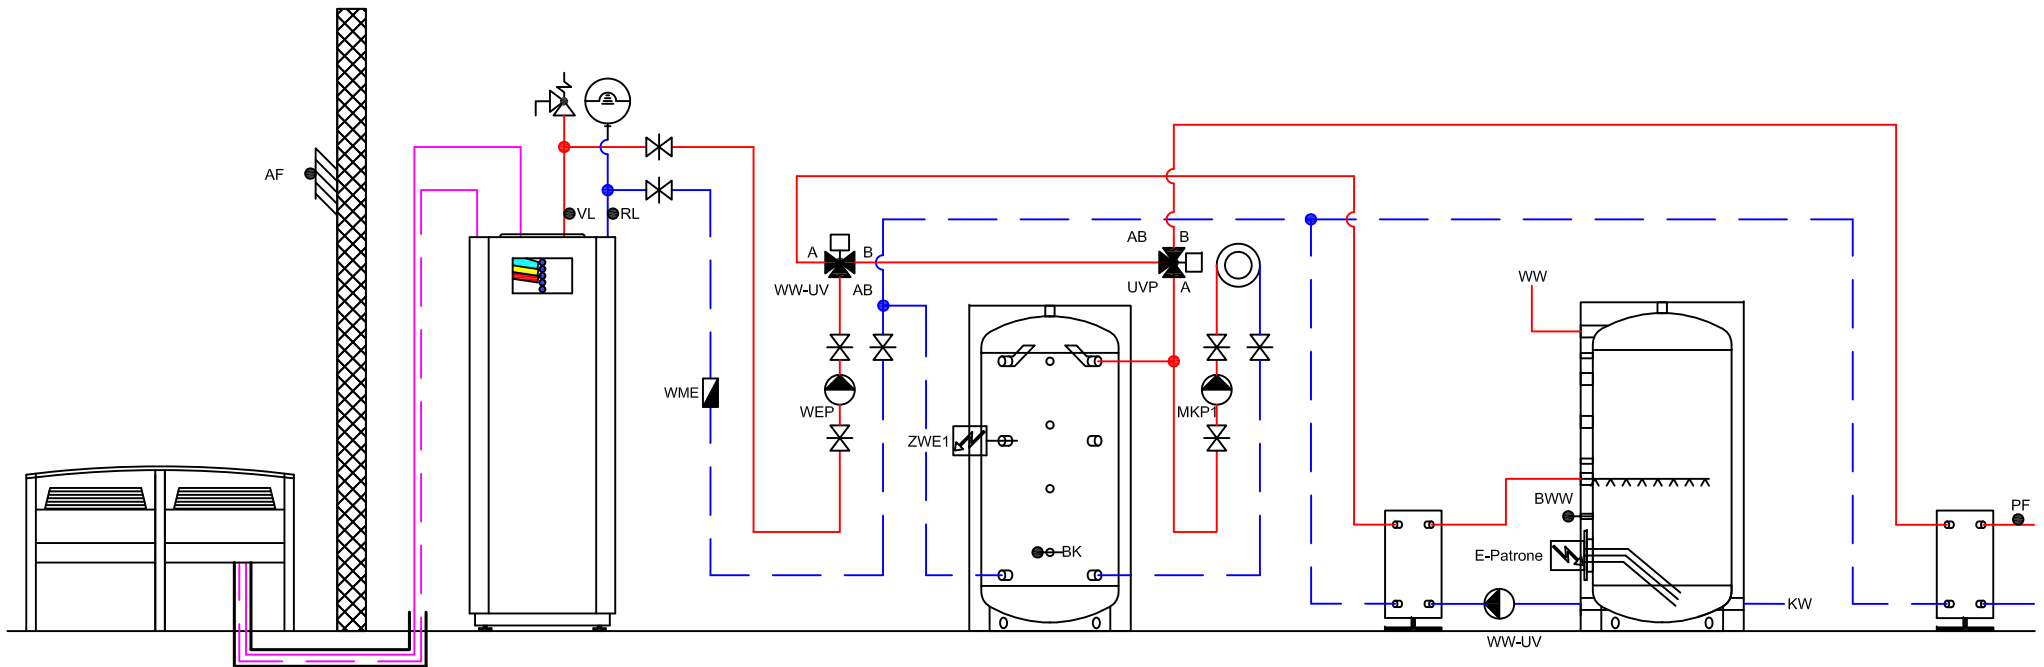 AF
VL
RL
A
B
WW-UV
AB
AB
B
UVP
A
WW
WME
WEP
MKP1
ZWE1
BK
BWW
PF
E-Patrone
KW
WW-UV